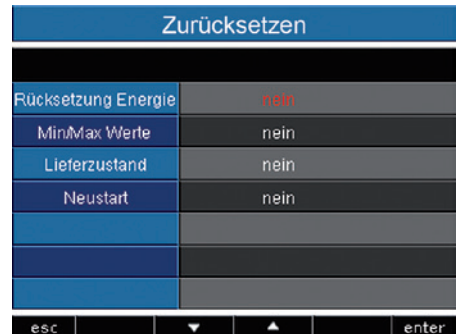 Zurücksetzen
Rücksetzung Energie nein
Min/Max Werte nein
Lieferzustand nein
Neustart nein
esc ▼ ▲ enter